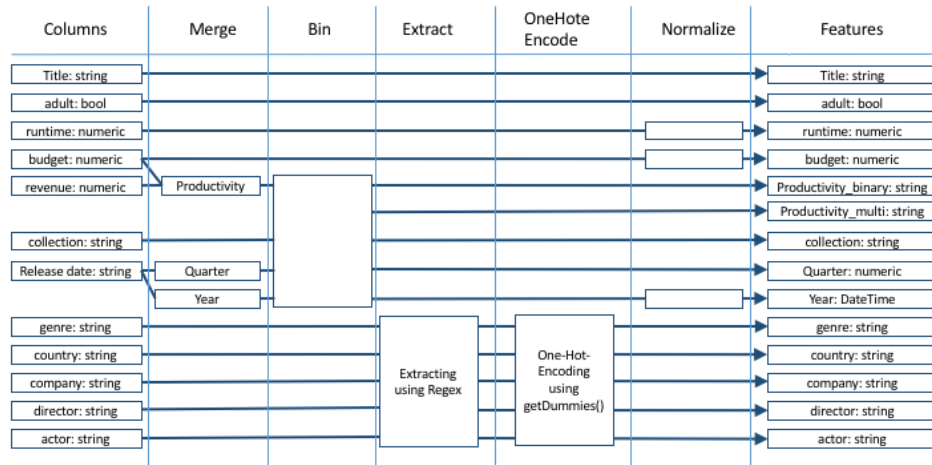 Columns Merge Bin Extract OneHote Encode Normalize Features
Title: string Title: string
adult: bool adult: bool
runtime: numeric runtime: numeric
budget: numeric budget: numeric
revenue: numeric Productivity Productivity_binary: string
Productivity_multi: string
collection: string collection: string
Release date: string Quarter Quarter: numeric
Year Year: DateTime
genre: string genre: string
country: string country: string
Extracting using Regex
One-Hot-Encoding using getDummies()
company: string company: string
director: string director: string
actor: string actor: string